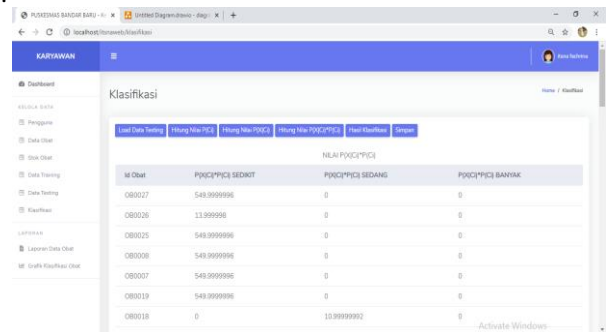 PUSKESMAS BANDAR BARU - K
Untitled Diagram.drawio - diagr
localhost/itsnaweb/klasifikasi
KARYAWAN
Dashboard
Home / Klasifikasi
Klasifikasi
KELOLA DATA
Pengguna
Data Obat
Stok Obat
Data Training
Data Testing
Klasifikasi
LAPORAN
Laporan Data Obat
Grafik Klasifikasi Obat
Load Data Testing Hitung Nilai P(Ci) Hitung Nilai P(X|Ci) Hitung Nilai P(X|Ci)*P(Ci) Hasil Klasifikasi Simpan
NILAI P(X|Ci)*P(Ci)
Id Obat P(X|Ci)*P(Ci) SEDIKIT P(X|Ci)*P(Ci) SEDANG P(X|Ci)*P(Ci) BANYAK
OB0027 549.9999996 0 0
OB0026 13.999998 0 0
OB0025 549.9999996 0 0
OB0008 549.9999996 0 0
OB0007 549.9999996 0 0
OB0019 549.9999996 0 0
OB0018 0 10.99999992 0
Activate Windows